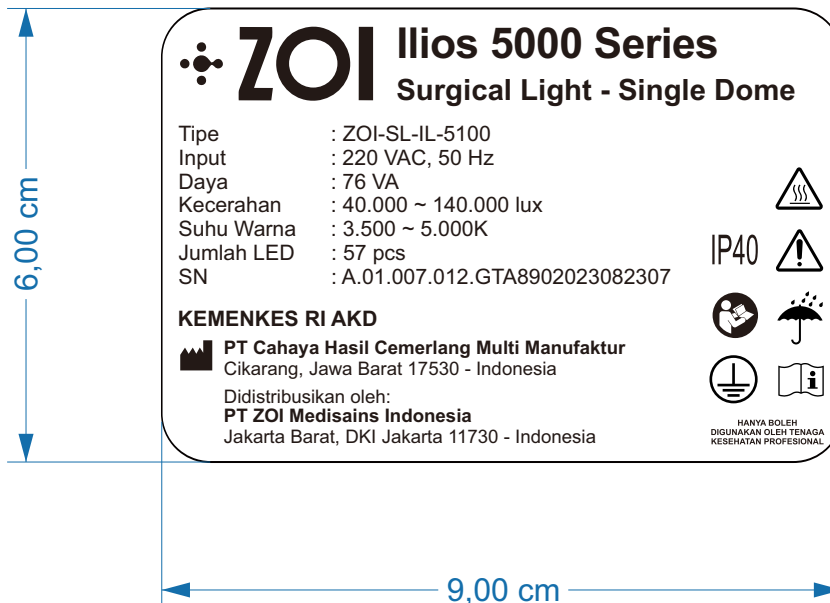 ZOI
Ilios 5000 Series
Surgical Light - Single Dome
Tipe : ZOI-SL-IL-5100
Input : 220 VAC, 50 Hz
Daya : 76 VA
Kecerahan : 40.000 ~ 140.000 lux
Suhu Warna : 3.500 ~ 5.000K
Jumlah LED : 57 pcs
SN : A.01.007.012.GTA8902023082307
IP40
KEMENKES RI AKD
PT Cahaya Hasil Cemerlang Multi Manufaktur
Cikarang, Jawa Barat 17530 - Indonesia
Didistribusikan oleh:
PT ZOI Medisains Indonesia
Jakarta Barat, DKI Jakarta 11730 - Indonesia
HANYA BOLEH
DIGUNAKAN OLEH TENAGA
KESEHATAN PROFESIONAL
6,00 cm
9,00 cm